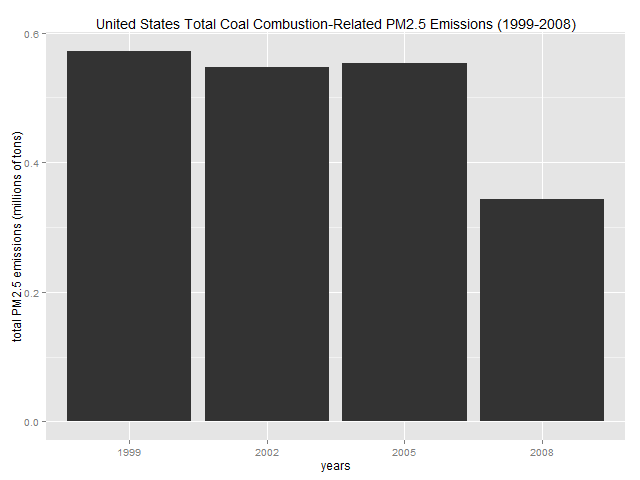 United States Total Coal Combustion-Related PM2.5 Emissions (1999-2008)
total PM2.5 emissions (millions of tons)
0.6
0.4
0.2
0.0
1999 2002 2005 2008
years